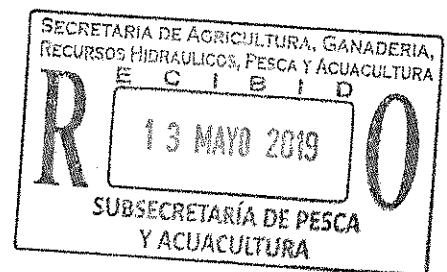 SECRETARIA DE AGRICULTURA, GANADERIA,
RECURSOS HIDRAULICOS, PESCA Y ACUACULTURA
R E C I B I D O
13 MAYO 2019
SUBSECRETARÍA DE PESCA
Y ACUACULTURA